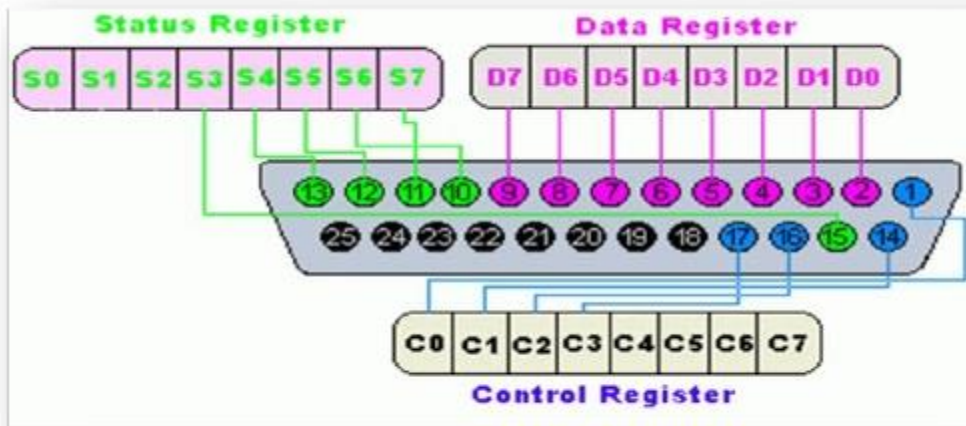 Status Register Data Register
S0 S1 S2 S3 S4 S5 S6 S7 D7 D6 D5 D4 D3 D2 D1 D0
13 12 11 10 9 8 7 6 5 4 3 2 1
25 24 23 22 21 20 19 18 17 16 15 14
C0 C1 C2 C3 C4 C5 C6 C7
Control Register